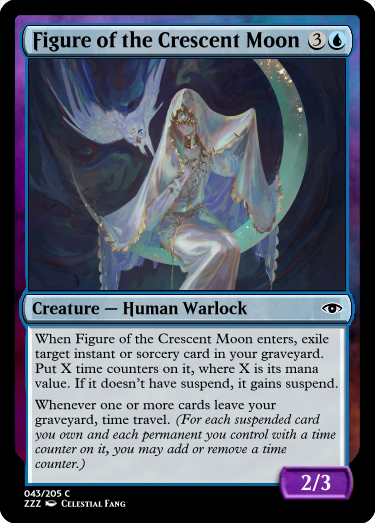 Figure of the Crescent Moon 3
Creature — Human Warlock
When Figure of the Crescent Moon enters, exile
target instant or sorcery card in your graveyard.
Put X time counters on it, where X is its mana
value. If it doesn't have suspend, it gains suspend.
Whenever one or more cards leave your
graveyard, time travel. (For each suspended card
you own and each permanent you control with a time
counter on it, you may add or remove a time
counter.)
2/3
043/205 C
ZZZ Celestial Fang